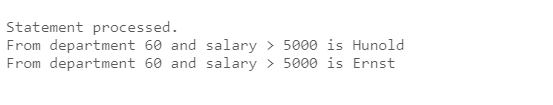 Statement processed.
From department 60 and salary > 5000 is Hunold
From department 60 and salary > 5000 is Ernst